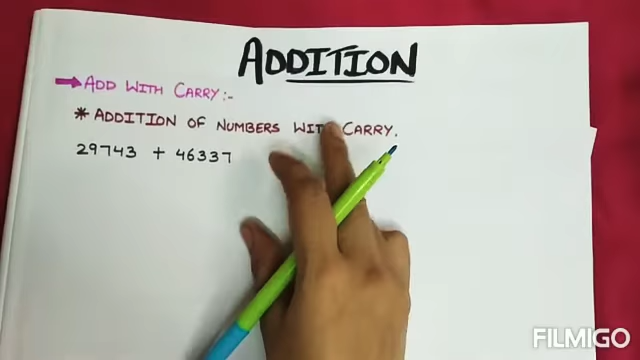 ADDITION
→ ADD WITH CARRY:-
* ADDITION OF NUMBERS WITH CARRY.
29743 + 46337
FILMIGO